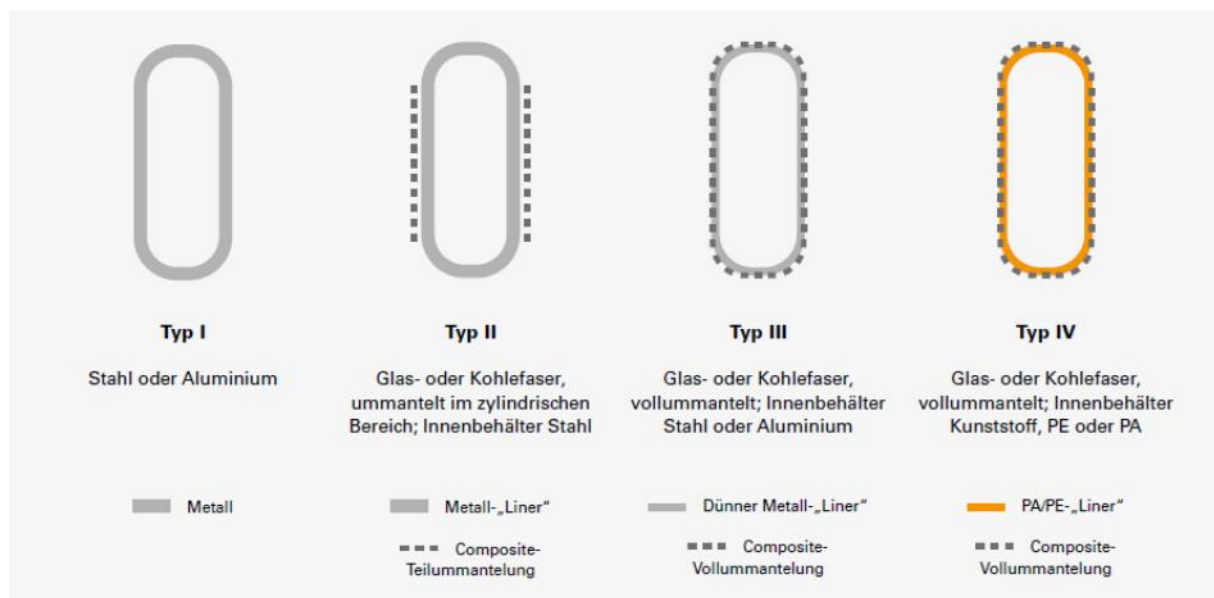 Typ I
Stahl oder Aluminium
Metall
Typ II
Glas- oder Kohlefaser,
ummantelt im zylindrischen
Bereich; Innenbehälter Stahl
Metall-„Liner“
Composite-
Teilummantelung
Typ III
Glas- oder Kohlefaser,
vollummantelt; Innenbehälter
Stahl oder Aluminium
Dünner Metall-„Liner“
Composite-
Vollummantelung
Typ IV
Glas- oder Kohlefaser,
vollummantelt; Innenbehälter
Kunststoff, PE oder PA
PA/PE-„Liner“
Composite-
Vollummantelung